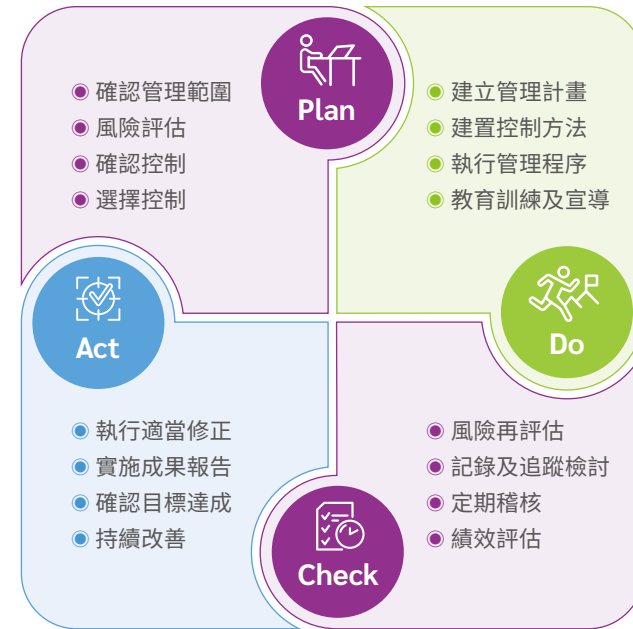 Plan
確認管理範圍
風險評估
確認控制
選擇控制
建立管理計畫
建置控制方法
執行管理程序
教育訓練及宣導
Do
Act
執行適當修正
實施成果報告
確認目標達成
持續改善
風險再評估
記錄及追蹤檢討
定期稽核
績效評估
Check